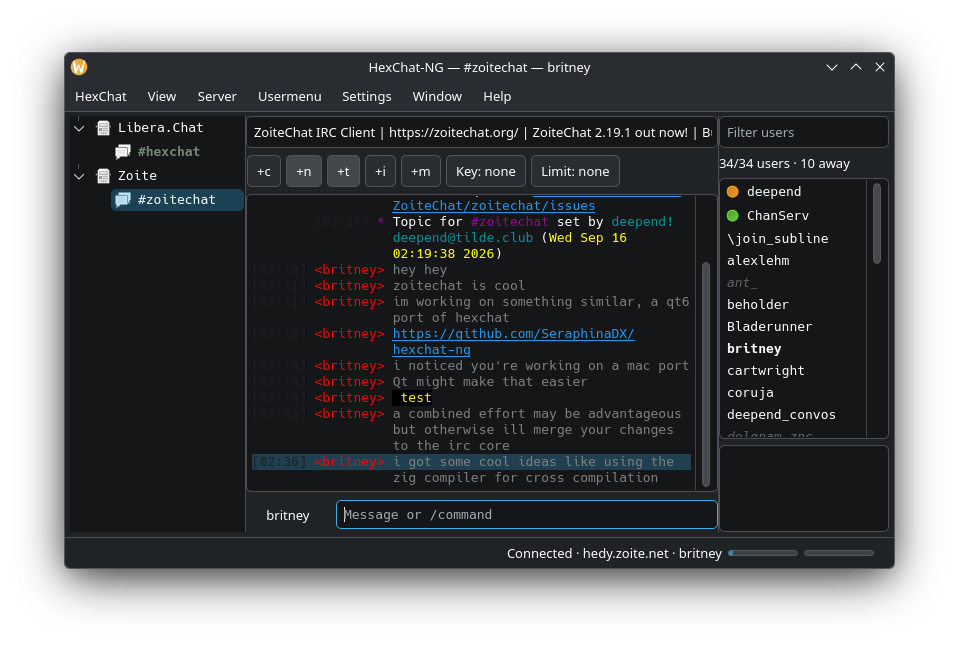 HexChat-NG — #zoitechat — britney
HexChat View Server Usermenu Settings Window Help
Libera.Chat
#hexchat
Zoite
#zoitechat
ZoiteChat IRC Client | https://zoitechat.org/ | ZoiteChat 2.19.1 out now! |
+c +n +t +i +m Key: none Limit: none
ZoiteChat/zoitechat/issues
[02:10] * Topic for #zoitechat set by deepend!
deepend@tilde.club (Wed Sep 16
02:19:38 2026)
[02:10] <britney> hey hey
[02:11] <britney> zoitechat is cool
[02:11] <britney> im working on something similar, a qt6
port of hexchat
[02:16] <britney> https://github.com/SeraphinaDX/
hexchat-ng
[02:18] <britney> i noticed you're working on a mac port
[02:18] <britney> Qt might make that easier
[02:19] <britney> test
[02:35] <britney> a combined effort may be advantageous
but otherwise ill merge your changes
to the irc core
[02:36] <britney> i got some cool ideas like using the
zig compiler for cross compilation
britney
Message or /command
Filter users
34/34 users · 10 away
deepend
ChanServ
\join_subline
alexlehm
ant_
beholder
Bladerunner
britney
cartwright
coruja
deepend_convos
Connected · hedy.zoite.net · britney